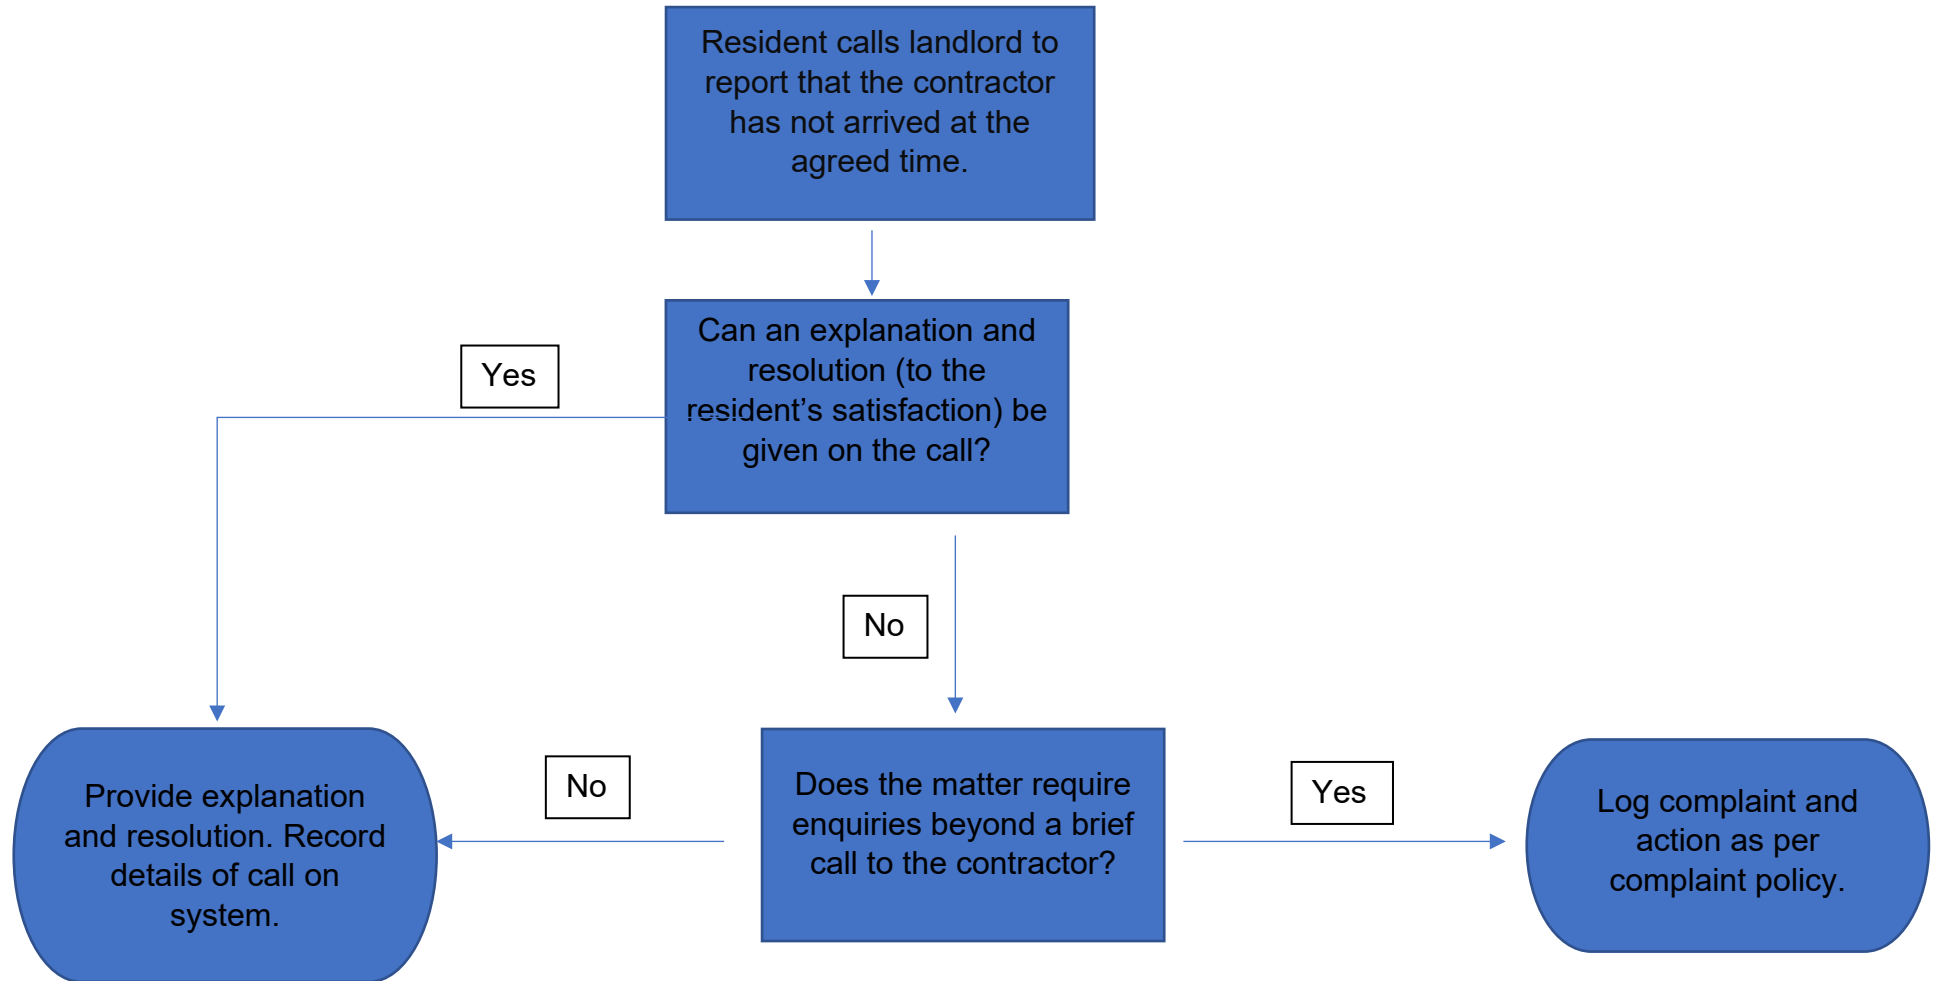 Resident calls landlord to
report that the contractor
has not arrived at the
agreed time.
Can an explanation and
resolution (to the
resident’s satisfaction) be
given on the call?
Yes
No
Provide explanation
and resolution. Record
details of call on
system.
No
Does the matter require
enquiries beyond a brief
call to the contractor?
Yes
Log complaint and
action as per
complaint policy.